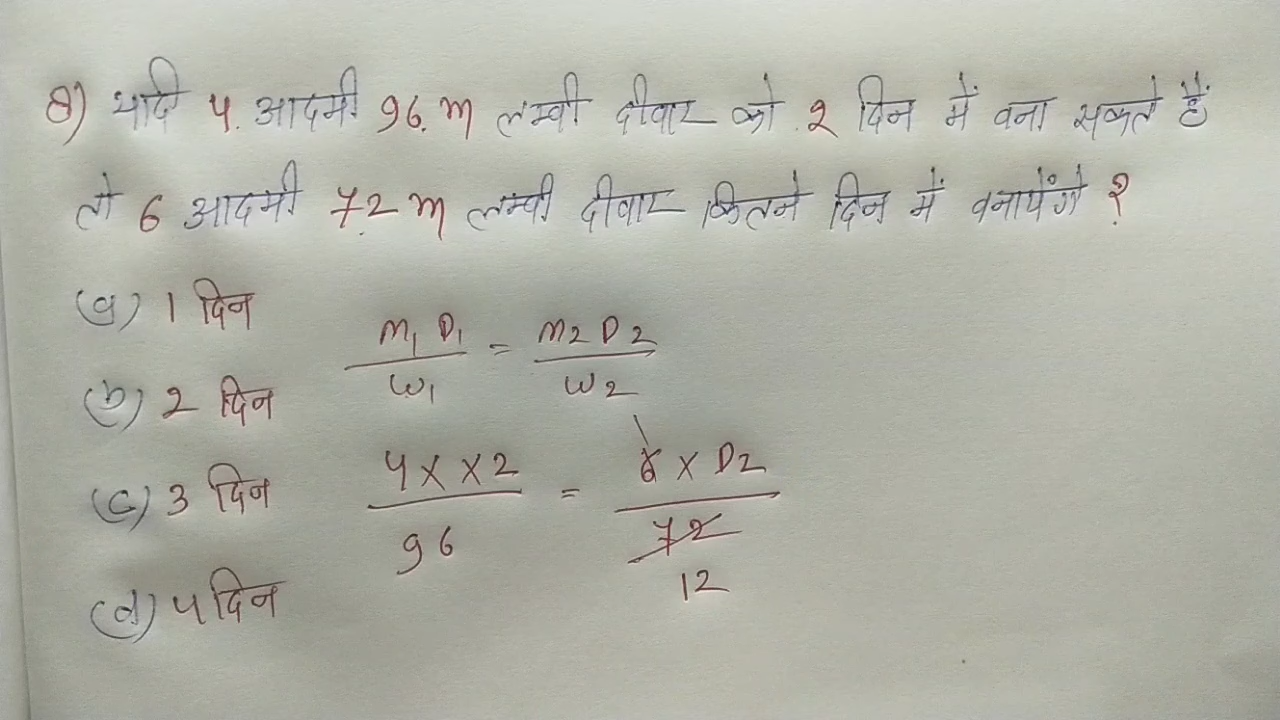 8) यदि 4 आदमी 96 m लम्बी दीवार को 2 दिन में बना सकते हैं
तो 6 आदमी 72 m लम्बी दीवार कितने दिन में बनायेंगे ?
(a) 1 दिन
M1 D1 / W1 = M2 D2 / W2
(b) 2 दिन
(c) 3 दिन
4 x x 2 / 96 = 6 x D2 / 72
1
12
(d) 4 दिन